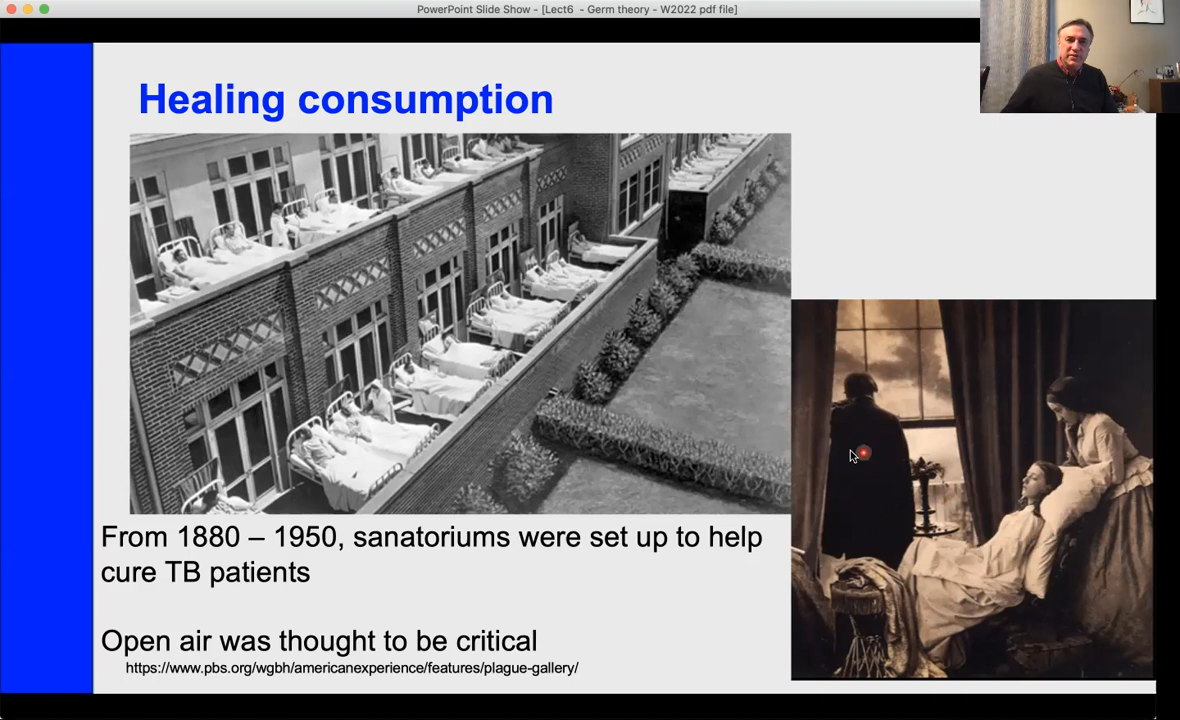 PowerPoint Slide Show - [Lect6  - Germ theory - W2022 pdf file]
Healing consumption
From 1880 – 1950, sanatoriums were set up to help
cure TB patients
Open air was thought to be critical
https://www.pbs.org/wgbh/americanexperience/features/plague-gallery/